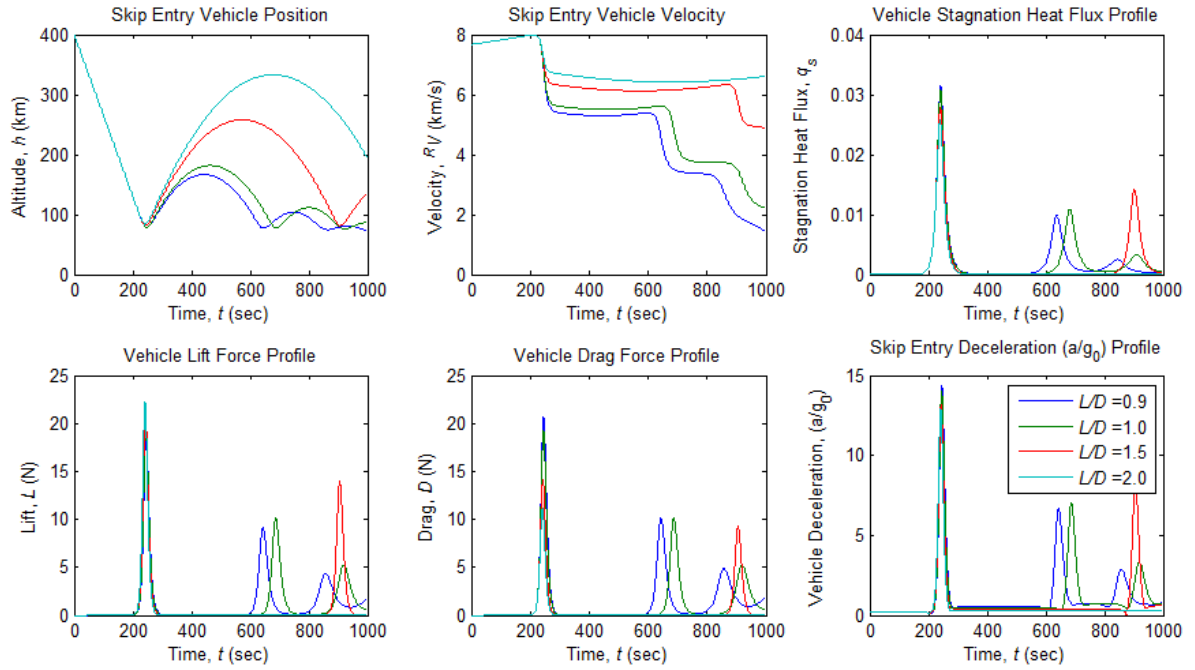 Skip Entry Vehicle Position
400
300
200
100
0
Altitude, h (km)
0 200 400 600 800 1000
Time, t (sec)
Skip Entry Vehicle Velocity
8
6
4
2
0
Velocity, ᴿV (km/s)
0 200 400 600 800 1000
Time, t (sec)
Vehicle Stagnation Heat Flux Profile
0.04
0.03
0.02
0.01
0
Stagnation Heat Flux, qₛ
0 200 400 600 800 1000
Time, t (sec)
Vehicle Lift Force Profile
25
20
15
10
5
0
Lift, L (N)
0 200 400 600 800 1000
Time, t (sec)
Vehicle Drag Force Profile
25
20
15
10
5
0
Drag, D (N)
0 200 400 600 800 1000
Time, t (sec)
Skip Entry Deceleration (a/g₀) Profile
15
10
5
0
Vehicle Deceleration, (a/g₀)
L/D =0.9
L/D =1.0
L/D =1.5
L/D =2.0
0 200 400 600 800 1000
Time, t (sec)